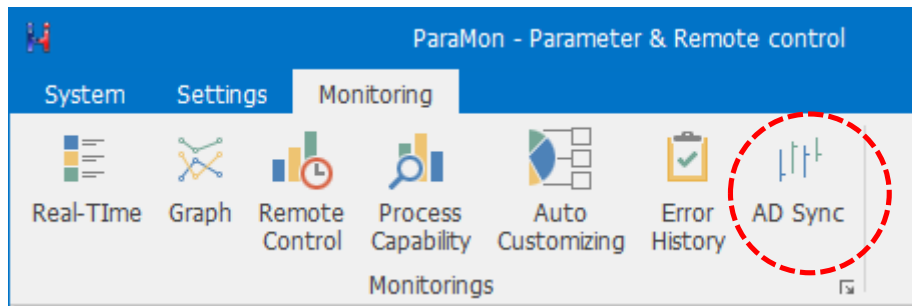 ParaMon - Parameter & Remote control
System Settings Monitoring
Real-TIme Graph Remote Control Process Capability Auto Customizing Error History AD Sync
Monitorings